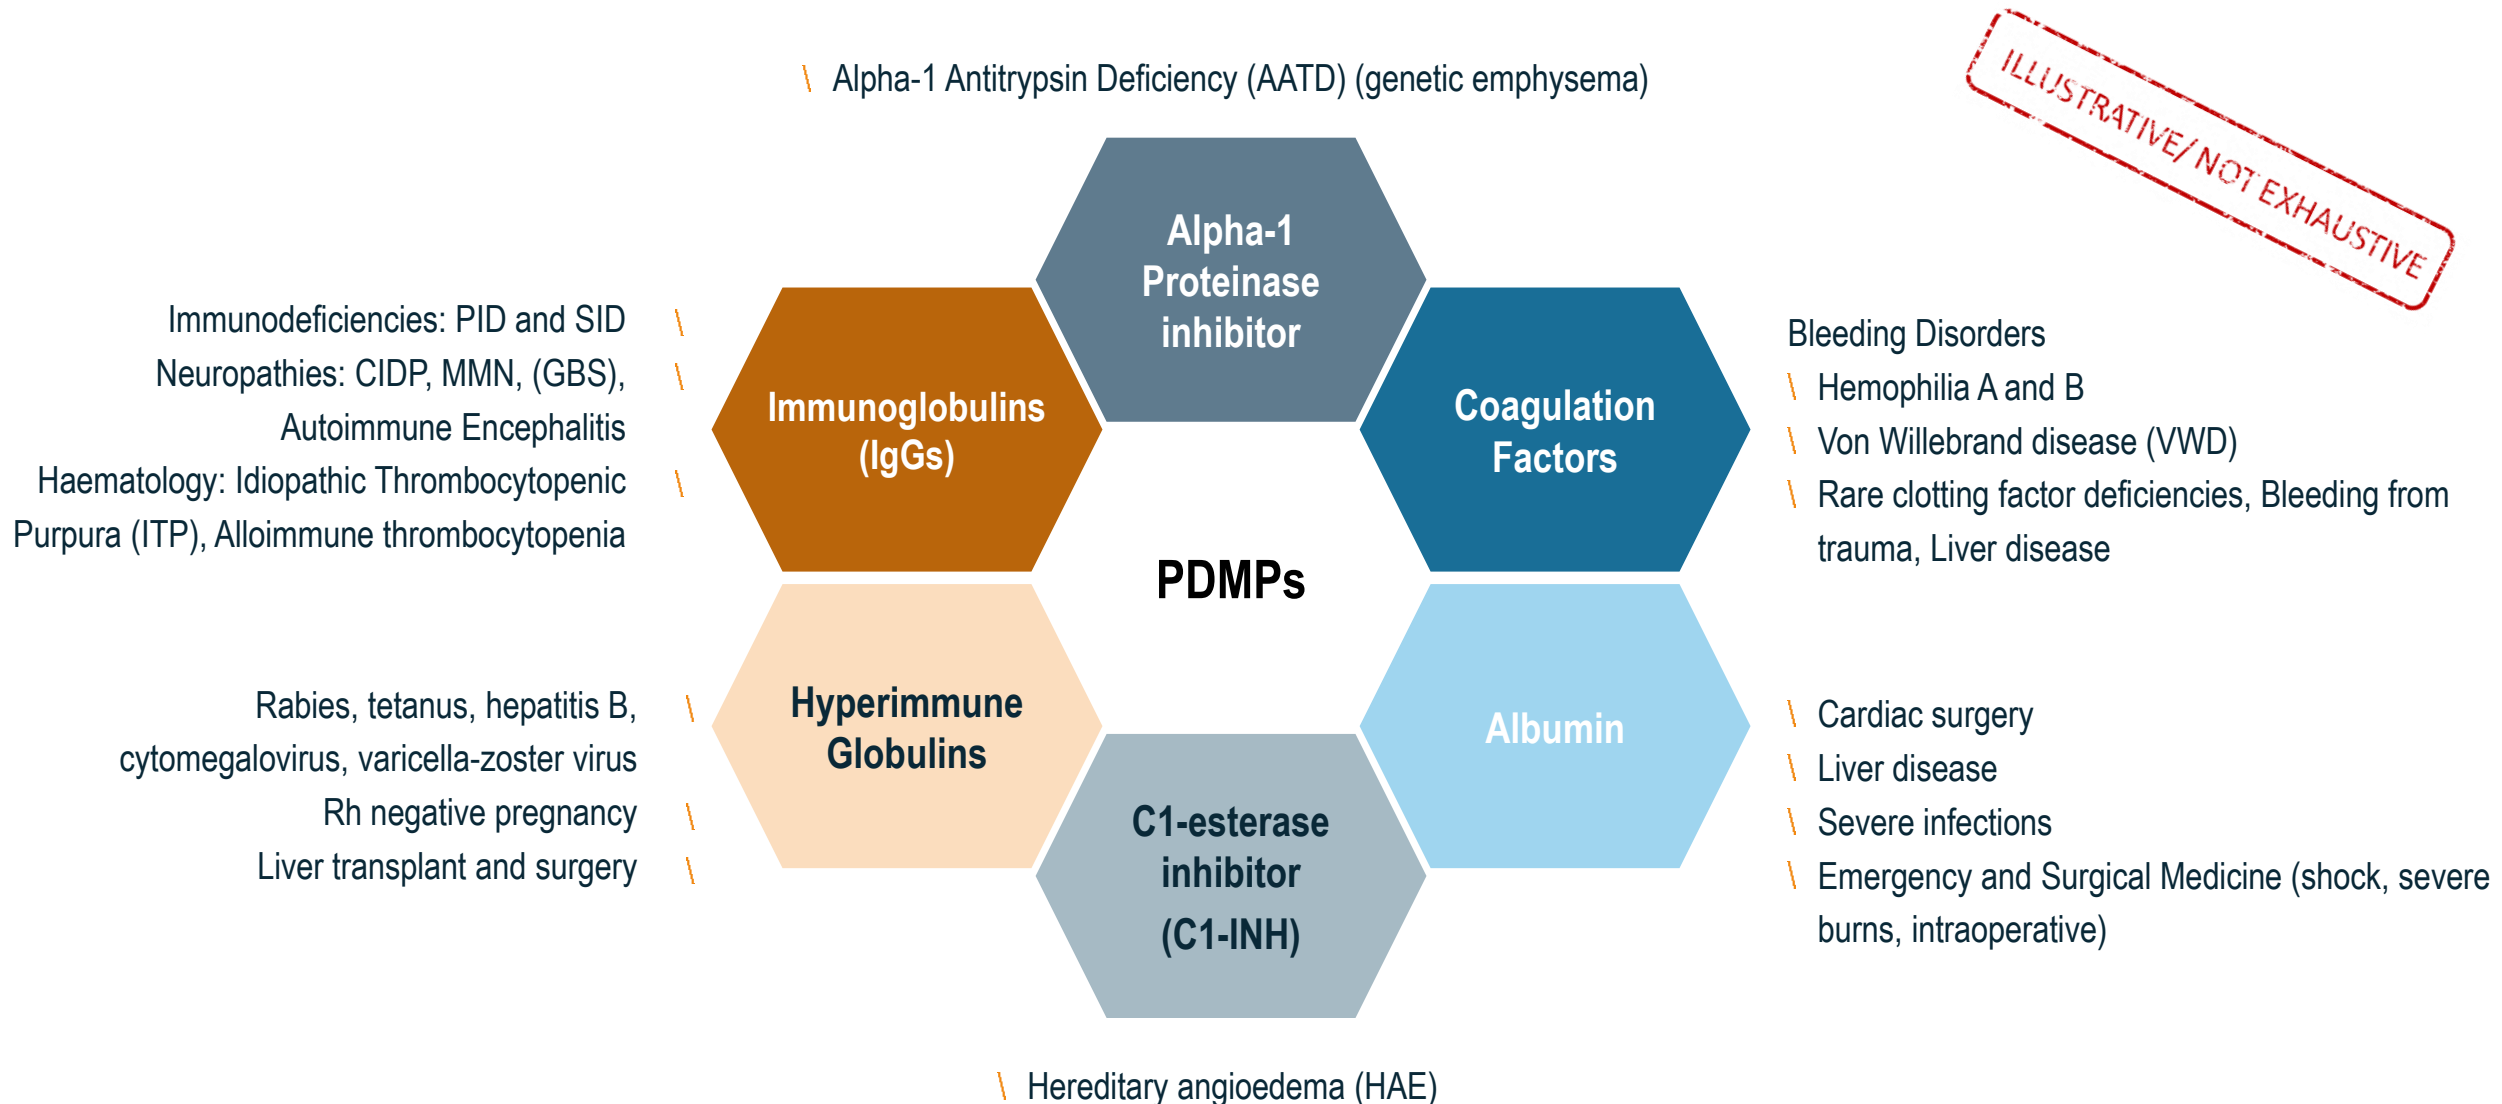 \ Alpha-1 Antitrypsin Deficiency (AATD) (genetic emphysema)
ILLUSTRATIVE/ NOT EXHAUSTIVE
Alpha-1
Proteinase
inhibitor
Immunodeficiencies: PID and SID \
Neuropathies: CIDP, MMN, (GBS), \
Autoimmune Encephalitis
Haematology: Idiopathic Thrombocytopenic \
Purpura (ITP), Alloimmune thrombocytopenia
Immunoglobulins
(IgGs)
Coagulation
Factors
Bleeding Disorders
\ Hemophilia A and B
\ Von Willebrand disease (VWD)
\ Rare clotting factor deficiencies, Bleeding from
trauma, Liver disease
PDMPs
Rabies, tetanus, hepatitis B, \
cytomegalovirus, varicella-zoster virus
Rh negative pregnancy \
Liver transplant and surgery \
Hyperimmune
Globulins
Albumin
\ Cardiac surgery
\ Liver disease
\ Severe infections
\ Emergency and Surgical Medicine (shock, severe
burns, intraoperative)
C1-esterase
inhibitor
(C1-INH)
\ Hereditary angioedema (HAE)